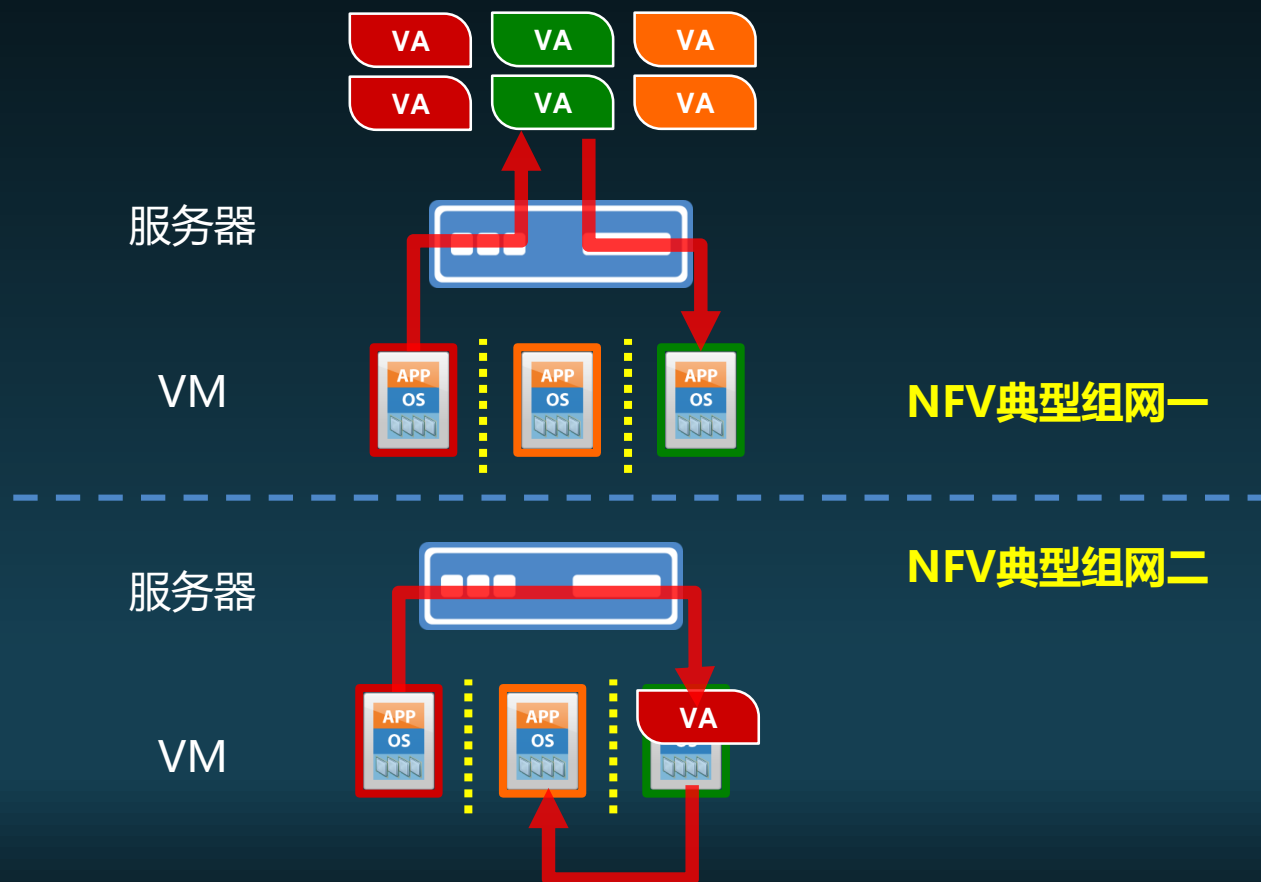 VA VA VA
VA VA VA
服务器
VM
APP APP APP
OS OS OS
NFV典型组网一
NFV典型组网二
服务器
VM
APP APP VA
OS OS OS